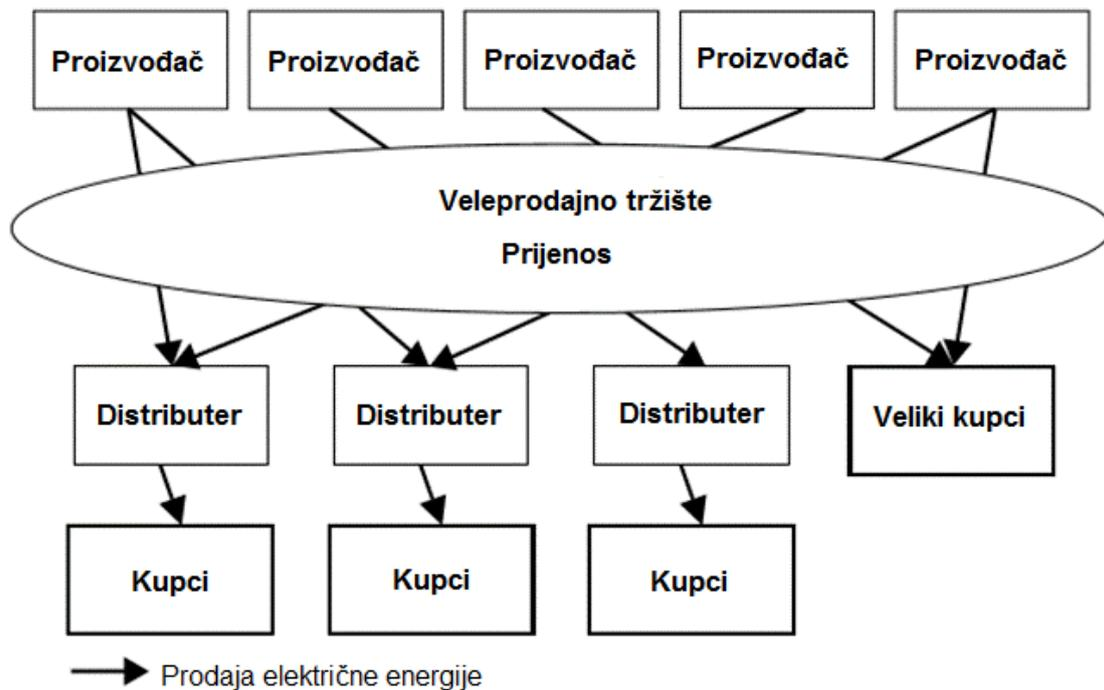 Proizvođač
Proizvođač
Proizvođač
Proizvođač
Proizvođač
Veleprodajno tržište
Prijenos
Distributer
Distributer
Distributer
Veliki kupci
Kupci
Kupci
Kupci
Prodaja električne energije